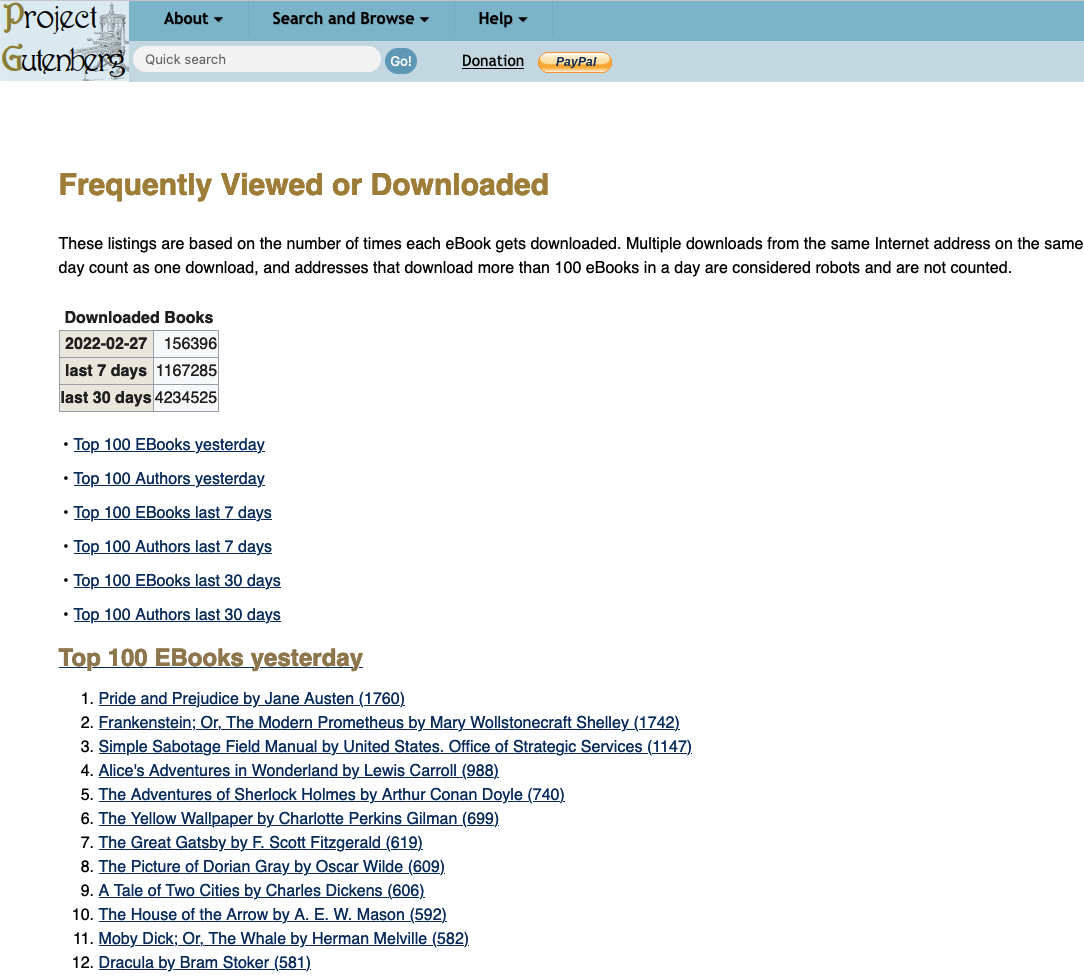 Project
Gutenberg
About
Search and Browse
Help
Quick search
Go!
Donation
PayPal
Frequently Viewed or Downloaded
These listings are based on the number of times each eBook gets downloaded. Multiple downloads from the same Internet address on the same
day count as one download, and addresses that download more than 100 eBooks in a day are considered robots and are not counted.
Downloaded Books
2022-02-27 156396
last 7 days 1167285
last 30 days 4234525
• Top 100 EBooks yesterday
• Top 100 Authors yesterday
• Top 100 EBooks last 7 days
• Top 100 Authors last 7 days
• Top 100 EBooks last 30 days
• Top 100 Authors last 30 days
Top 100 EBooks yesterday
1. Pride and Prejudice by Jane Austen (1760)
2. Frankenstein; Or, The Modern Prometheus by Mary Wollstonecraft Shelley (1742)
3. Simple Sabotage Field Manual by United States. Office of Strategic Services (1147)
4. Alice's Adventures in Wonderland by Lewis Carroll (988)
5. The Adventures of Sherlock Holmes by Arthur Conan Doyle (740)
6. The Yellow Wallpaper by Charlotte Perkins Gilman (699)
7. The Great Gatsby by F. Scott Fitzgerald (619)
8. The Picture of Dorian Gray by Oscar Wilde (609)
9. A Tale of Two Cities by Charles Dickens (606)
10. The House of the Arrow by A. E. W. Mason (592)
11. Moby Dick; Or, The Whale by Herman Melville (582)
12. Dracula by Bram Stoker (581)